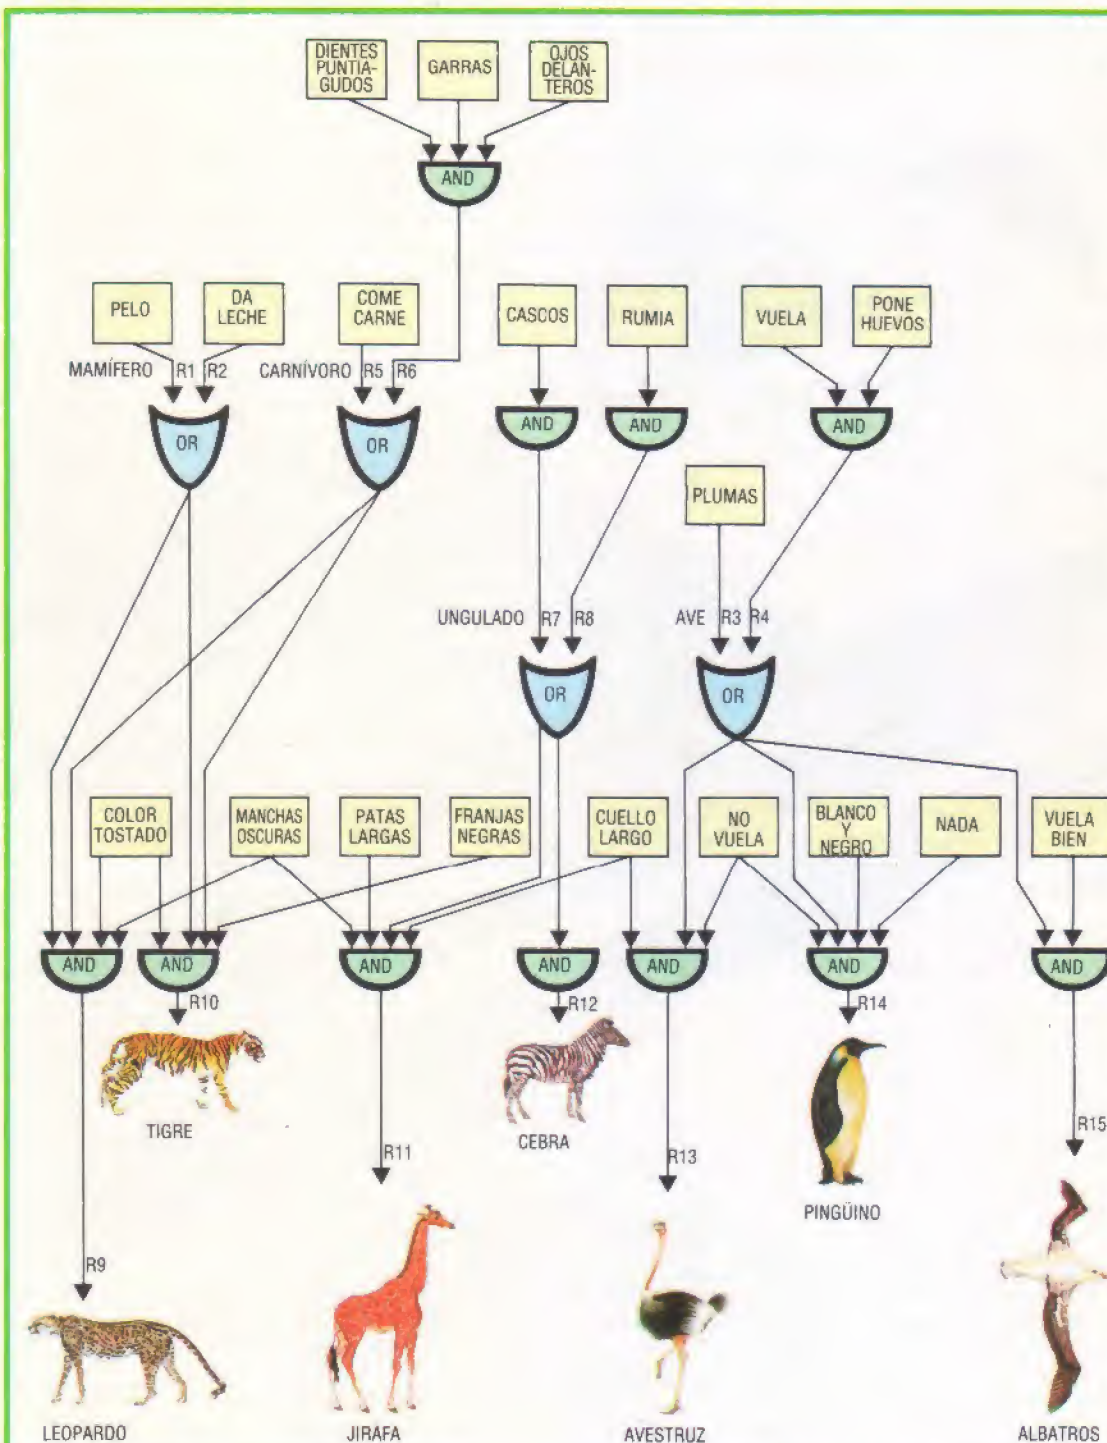 DIENTES
PUNTIA-
GUDOS
GARRAS
OJOS
DELAN-
TEROS
AND
PELO
DA
LECHE
COME
CARNE
CASCOS
RUMIA
VUELA
PONE
HUEVOS
MAMÍFERO R1 R2
CARNÍVORO R5 R6
OR
OR
AND
AND
AND
PLUMAS
UNGULADO R7 R8
AVE R3 R4
OR
OR
COLOR
TOSTADO
MANCHAS
OSCURAS
PATAS
LARGAS
FRANJAS
NEGRAS
CUELLO
LARGO
NO
VUELA
BLANCO
Y
NEGRO
NADA
VUELA
BIEN
AND
AND
AND
AND
AND
AND
AND
R10
R12
R14
TIGRE
CEBRA
R11
R13
R15
PINGÜINO
R9
LEOPARDO
JIRAFA
AVESTRUZ
ALBATROS